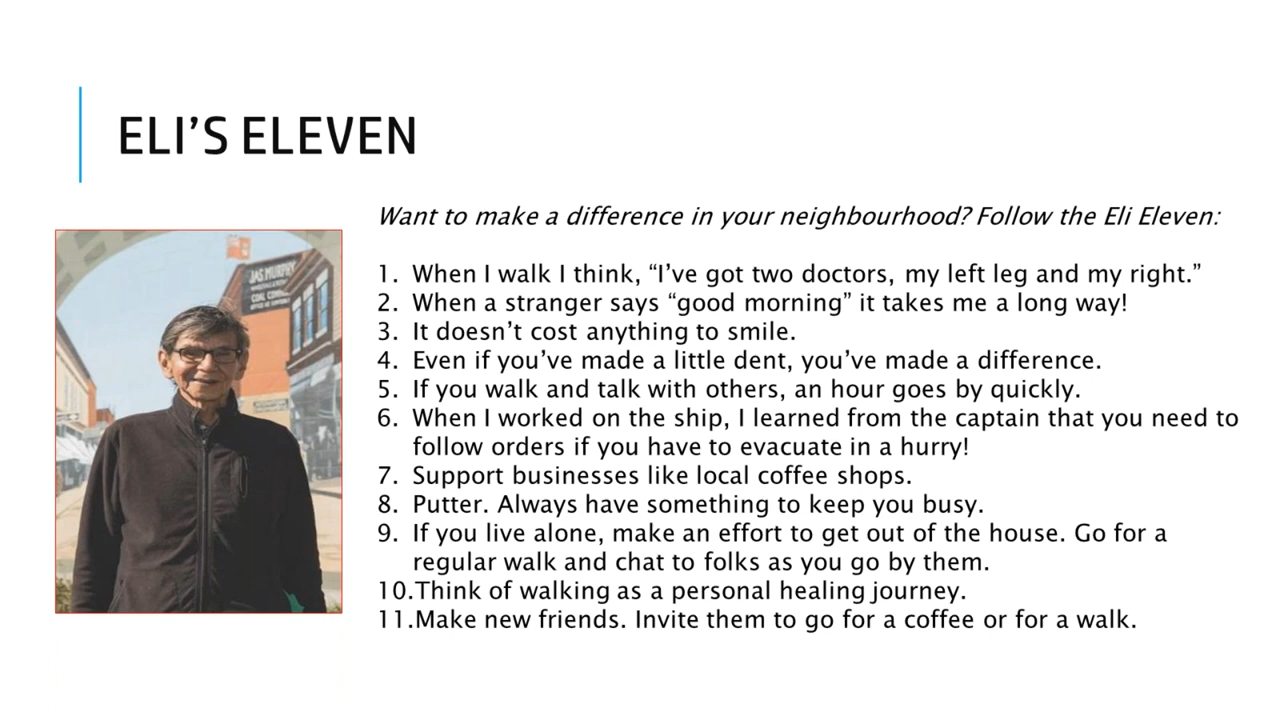 ELI’S ELEVEN
Want to make a difference in your neighbourhood? Follow the Eli Eleven:
1. When I walk I think, “I’ve got two doctors, my left leg and my right.”
2. When a stranger says “good morning” it takes me a long way!
3. It doesn’t cost anything to smile.
4. Even if you’ve made a little dent, you’ve made a difference.
5. If you walk and talk with others, an hour goes by quickly.
6. When I worked on the ship, I learned from the captain that you need to
follow orders if you have to evacuate in a hurry!
7. Support businesses like local coffee shops.
8. Putter. Always have something to keep you busy.
9. If you live alone, make an effort to get out of the house. Go for a
regular walk and chat to folks as you go by them.
10.Think of walking as a personal healing journey.
11.Make new friends. Invite them to go for a coffee or for a walk.
JAS. MURPHY